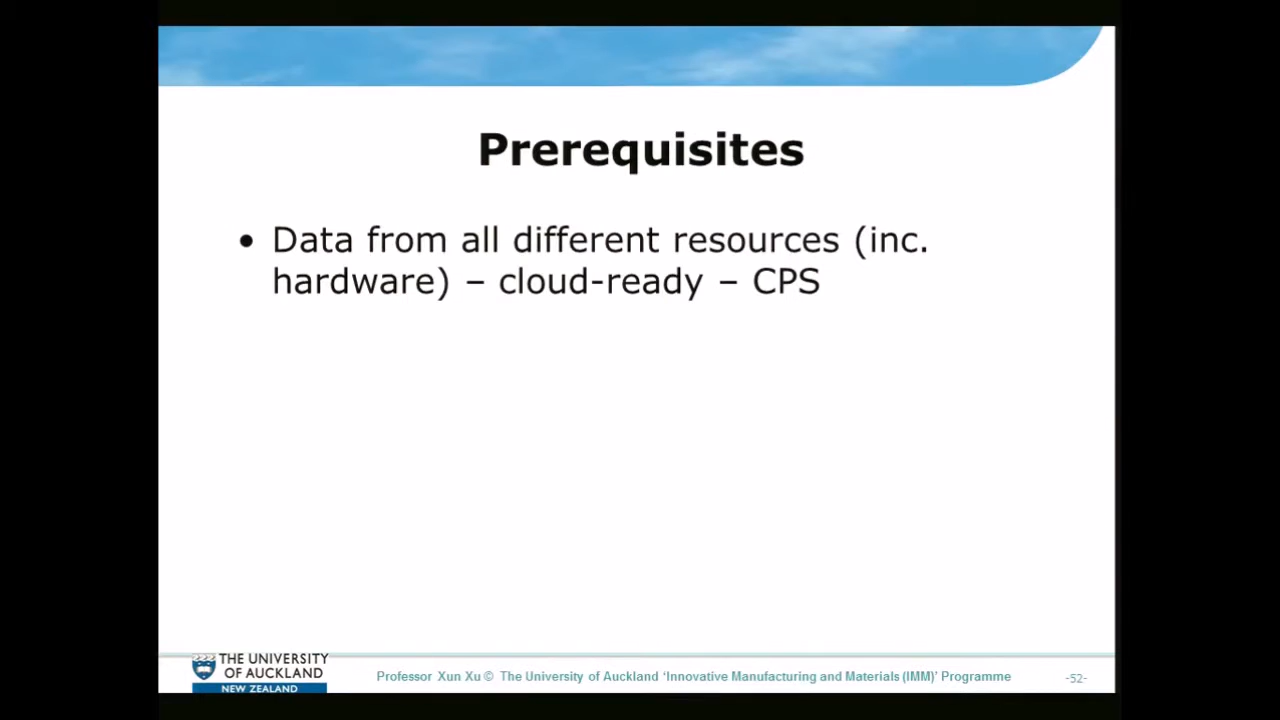 Prerequisites
• Data from all different resources (inc.
hardware) – cloud-ready – CPS
THE UNIVERSITY
OF AUCKLAND
NEW ZEALAND
Professor Xun Xu © The University of Auckland ‘Innovative Manufacturing and Materials (IMM)’ Programme
-52-